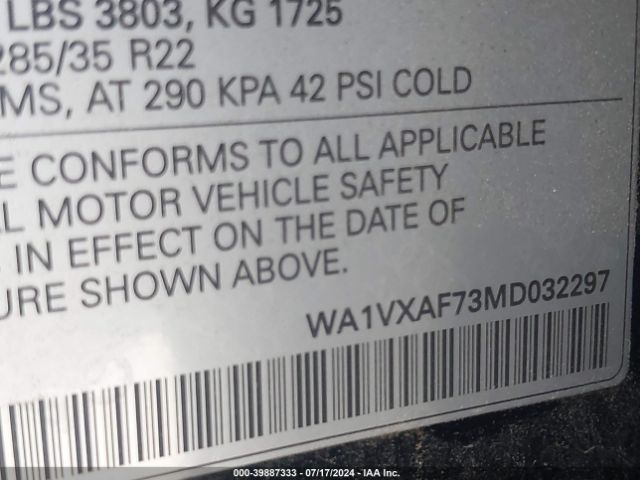 LBS 3803, KG 1725
285/35 R22
MS, AT 290 KPA 42 PSI COLD
E CONFORMS TO ALL APPLICABLE
L MOTOR VEHICLE SAFETY
IN EFFECT ON THE DATE OF
URE SHOWN ABOVE.
WA1VXAF73MD032297
000-39887333 / 07/17/2024 - IAA Inc.